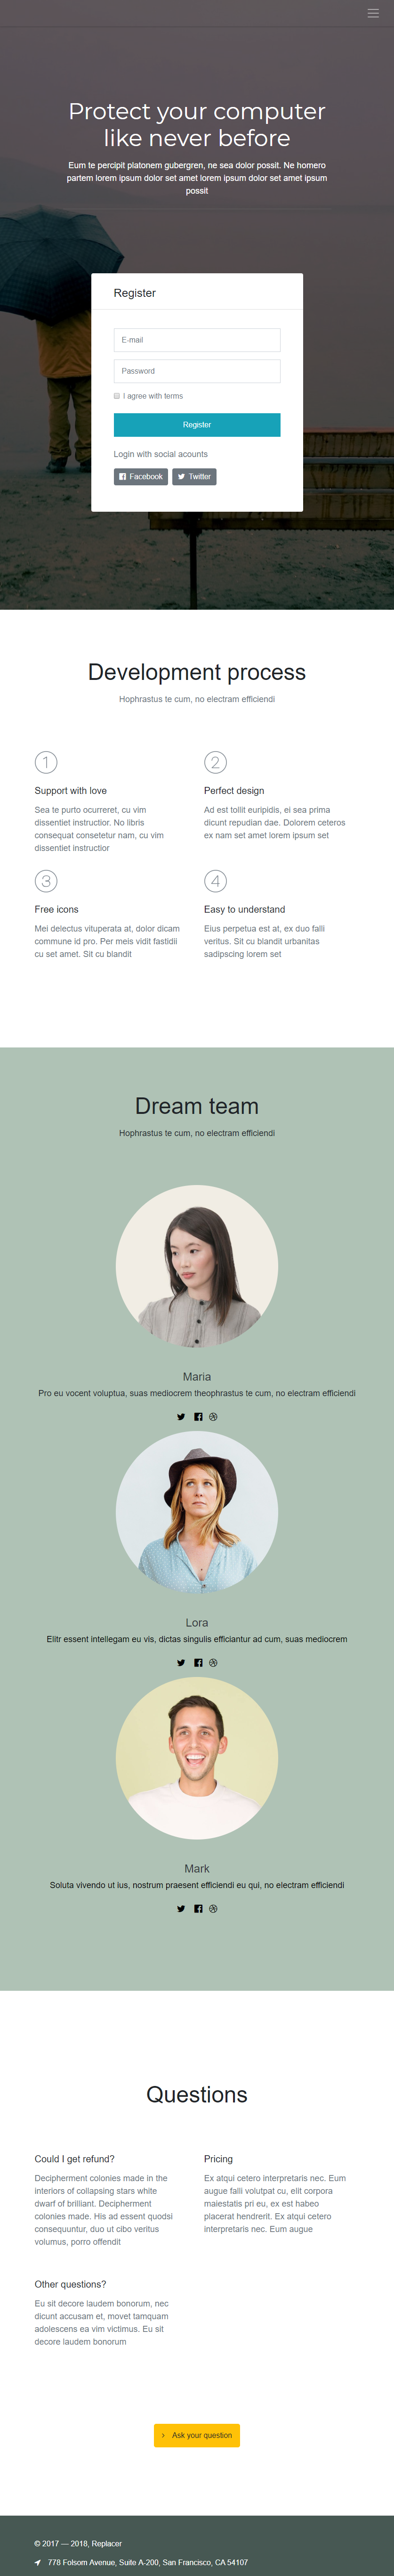 Protect your computer
like never before
Eum te percipit platonem gubergren, ne sea dolor possit. Ne homero
partem lorem ipsum dolor set amet lorem ipsum dolor set amet ipsum
possit
Register
E-mail
Password
I agree with terms
Register
Login with social acounts
Facebook Twitter
Development process
Hophrastus te cum, no electram efficiendi
1
Support with love
Sea te purto ocurreret, cu vim
dissentiet instructior. No libris
consequat consetetur nam, cu vim
dissentiet instructior
2
Perfect design
Ad est tollit euripidis, ei sea prima
dicunt repudian dae. Dolorem ceteros
ex nam set amet lorem ipsum set
3
Free icons
Mei delectus vituperata at, dolor dicam
commune id pro. Per meis vidit fastidii
cu set amet. Sit cu blandit
4
Easy to understand
Eius perpetua est at, ex duo falli
veritus. Sit cu blandit urbanitas
sadipscing lorem set
Dream team
Hophrastus te cum, no electram efficiendi
Maria
Pro eu vocent voluptua, suas mediocrem theophrastus te cum, no electram efficiendi
Lora
Elitr essent intellegam eu vis, dictas singulis efficiantur ad cum, suas mediocrem
Mark
Soluta vivendo ut ius, nostrum praesent efficiendi eu qui, no electram efficiendi
Questions
Could I get refund?
Decipherment colonies made in the
interiors of collapsing stars white
dwarf of brilliant. Decipherment
colonies made. His ad essent quodsi
consequuntur, duo ut cibo veritus
volumus, porro offendit
Pricing
Ex atqui cetero interpretaris nec. Eum
augue falli volutpat cu, elit corpora
maiestatis pri eu, ex est habeo
placerat hendrerit. Ex atqui cetero
interpretaris nec. Eum augue
Other questions?
Eu sit decore laudem bonorum, nec
dicunt accusam et, movet tamquam
adolescens ea vim victimus. Eu sit
decore laudem bonorum
Ask your question
© 2017 — 2018, Replacer
778 Folsom Avenue, Suite A-200, San Francisco, CA 54107